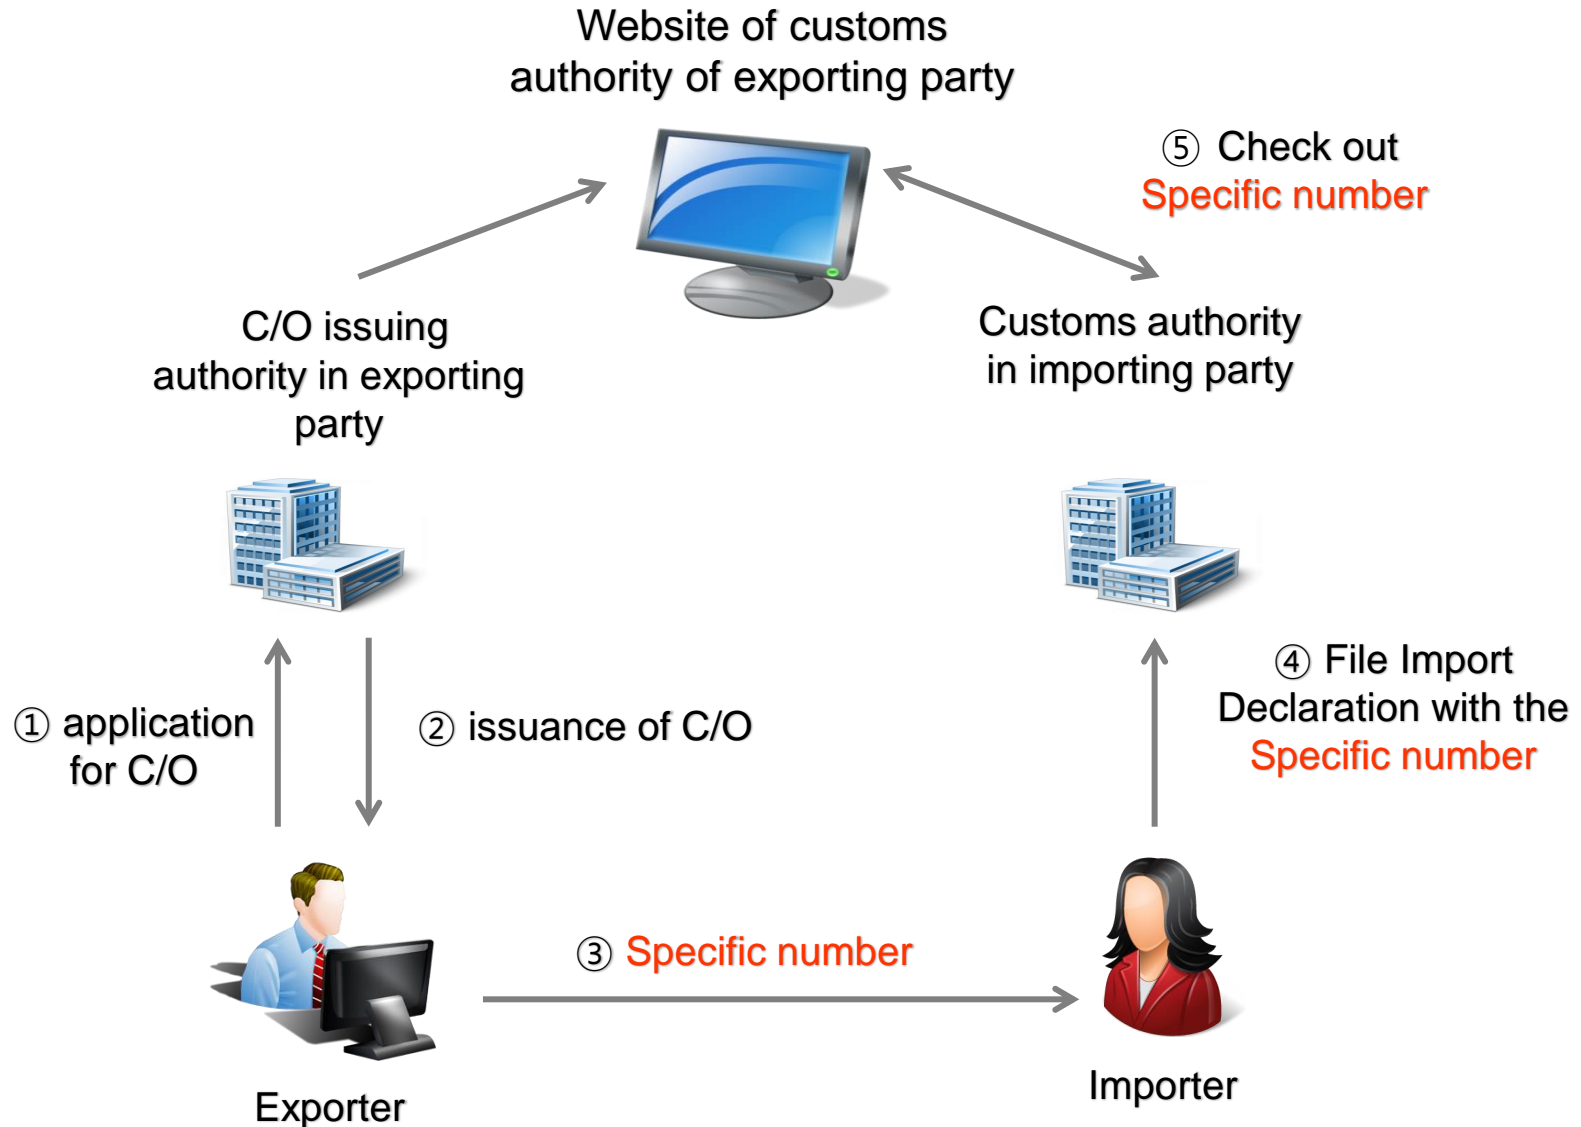 Website of customs
authority of exporting party
⑤ Check out
Specific number
C/O issuing
authority in exporting
party
Customs authority
in importing party
① application
for C/O
② issuance of C/O
④ File Import
Declaration with the
Specific number
③ Specific number
Exporter
Importer